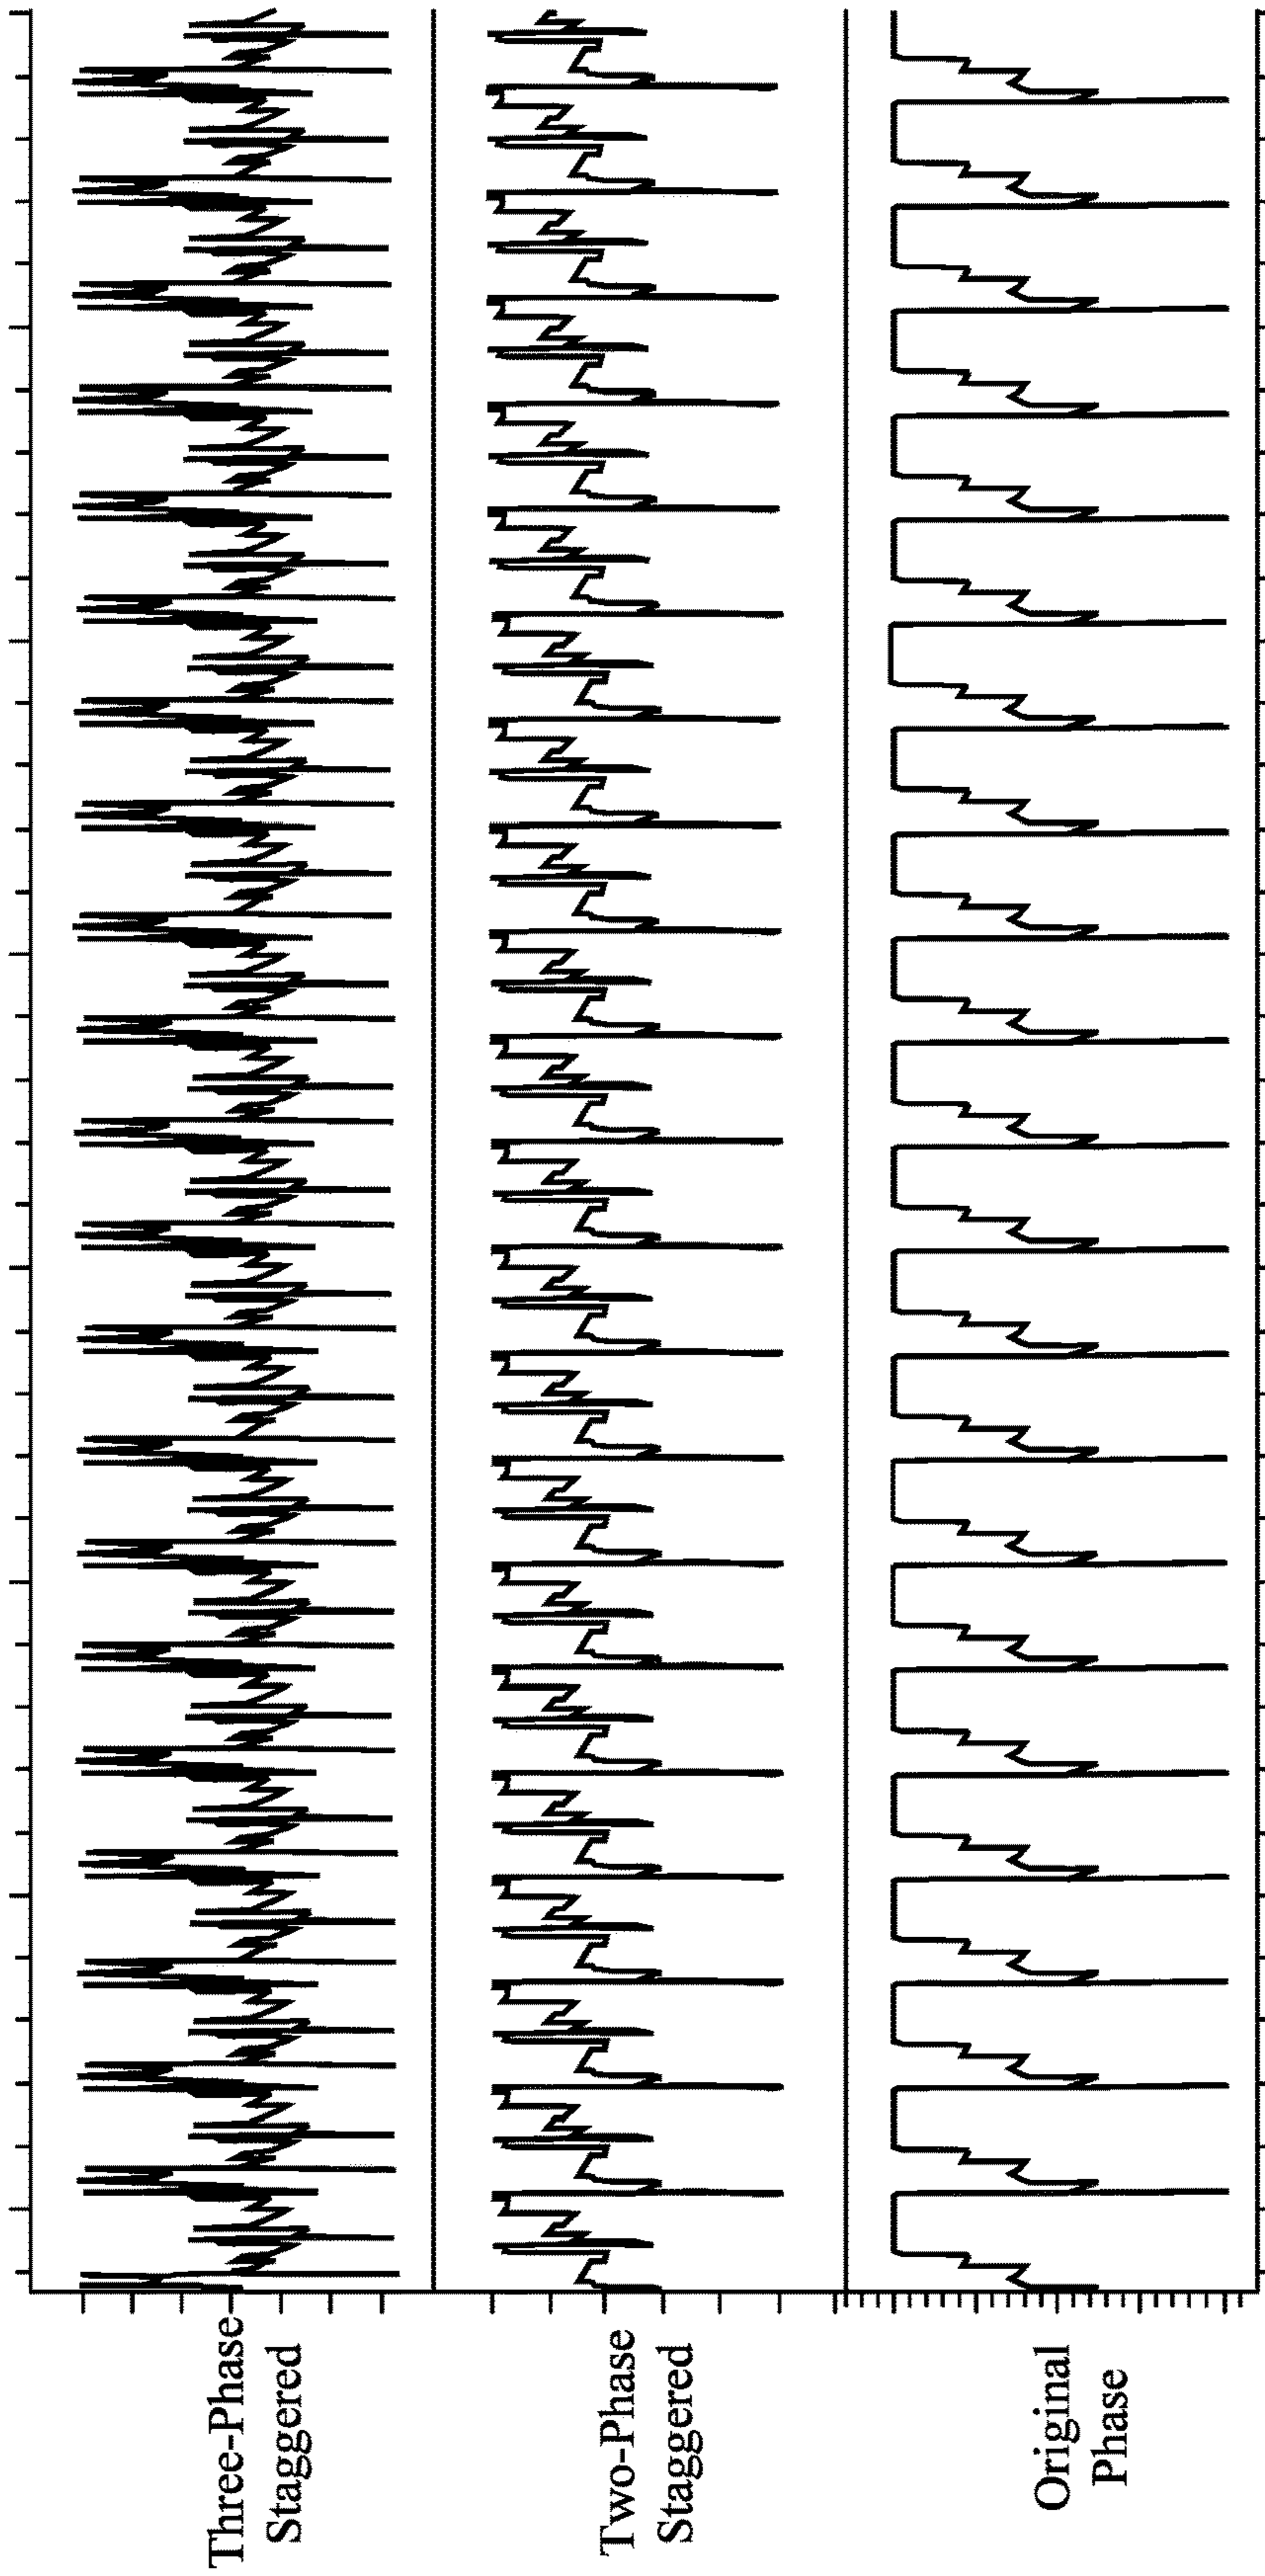 Three-Phase
Staggered
Two-Phase
Staggered
Original
Phase